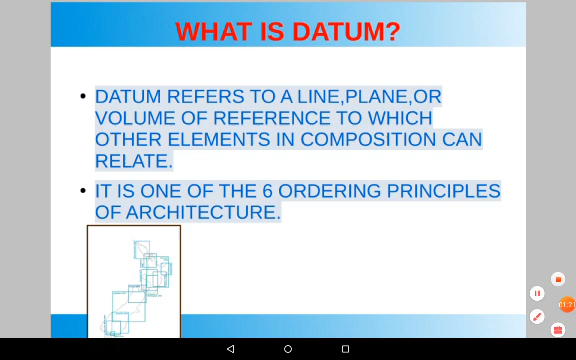 WHAT IS DATUM?
• DATUM REFERS TO A LINE,PLANE,OR
VOLUME OF REFERENCE TO WHICH
OTHER ELEMENTS IN COMPOSITION CAN
RELATE.
• IT IS ONE OF THE 6 ORDERING PRINCIPLES
OF ARCHITECTURE.